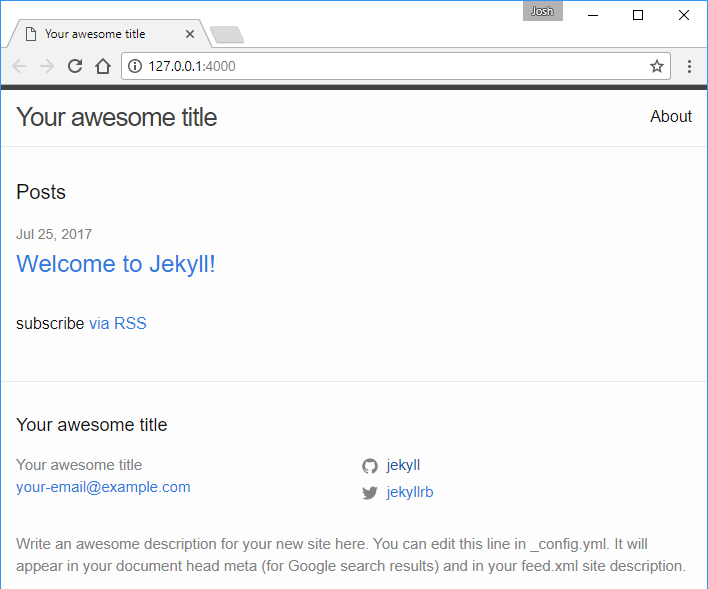 Josh
Your awesome title
127.0.0.1:4000
Your awesome title
About
Posts
Jul 25, 2017
Welcome to Jekyll!
subscribe via RSS
Your awesome title
Your awesome title
your-email@example.com
jekyll
jekyllrb
Write an awesome description for your new site here. You can edit this line in _config.yml. It will
appear in your document head meta (for Google search results) and in your feed.xml site description.